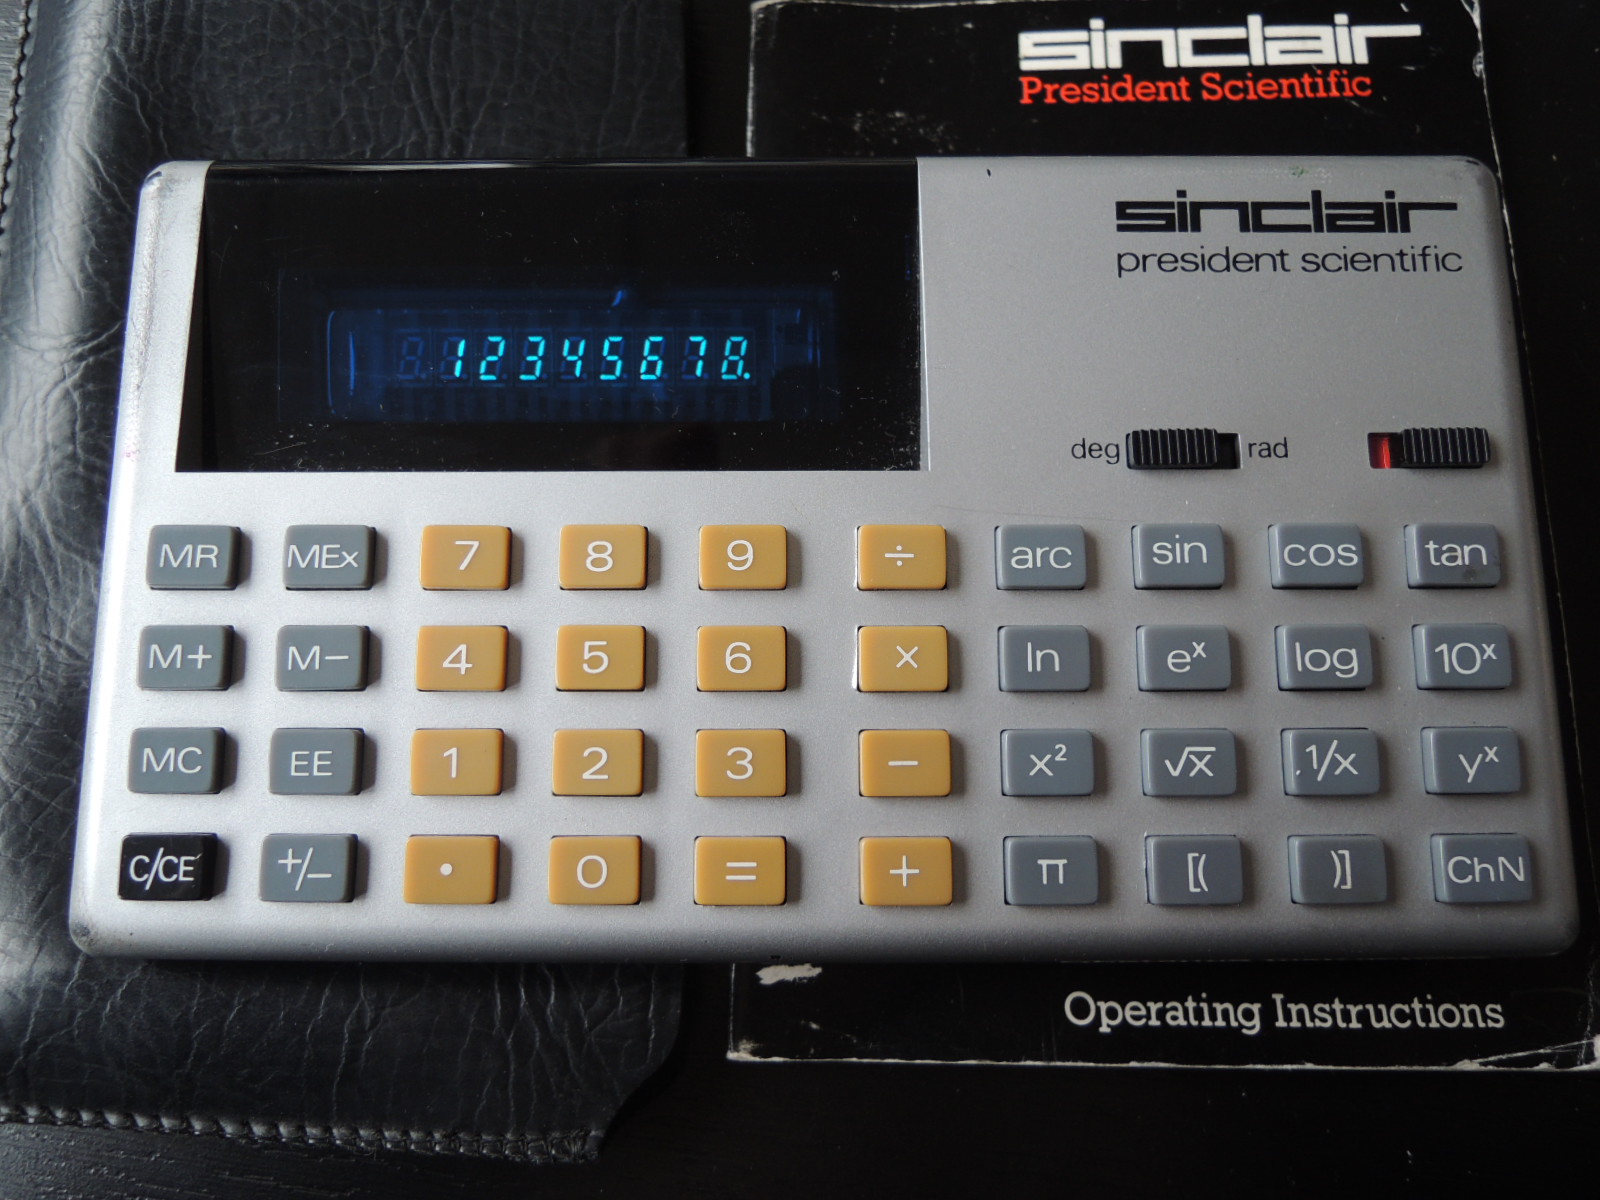 sinclair
President Scientific
sinclair
president scientific
12345678.
deg rad
MR MEx 7 8 9 ÷ arc sin cos tan
M+ M− 4 5 6 × ln eˣ log 10ˣ
MC EE 1 2 3 − x² √x 1/x yˣ
C/CE +/− • 0 = + π [( )] ChN
Operating Instructions